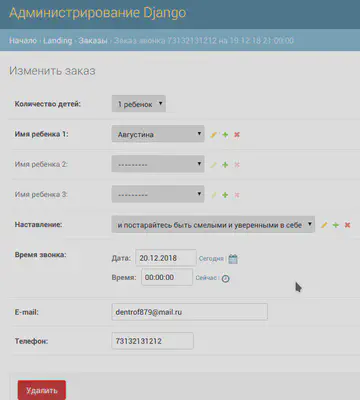 Администрирование Django
Начало › Landing › Заказы › Заказ звонка 73132131212 на 19.12.18 21:09:00
Изменить заказ
Количество детей: 1 ребенок
Имя ребенка 1: Августина
Имя ребенка 2: ---------
Имя ребенка 3: ---------
Наставление: и постарайтесь быть смелыми и уверенными в себе
Время звонка: Дата: 20.12.2018 Сегодня
Время: 00:00:00 Сейчас
E-mail: dentrof879@mail.ru
Телефон: 73132131212
Удалить